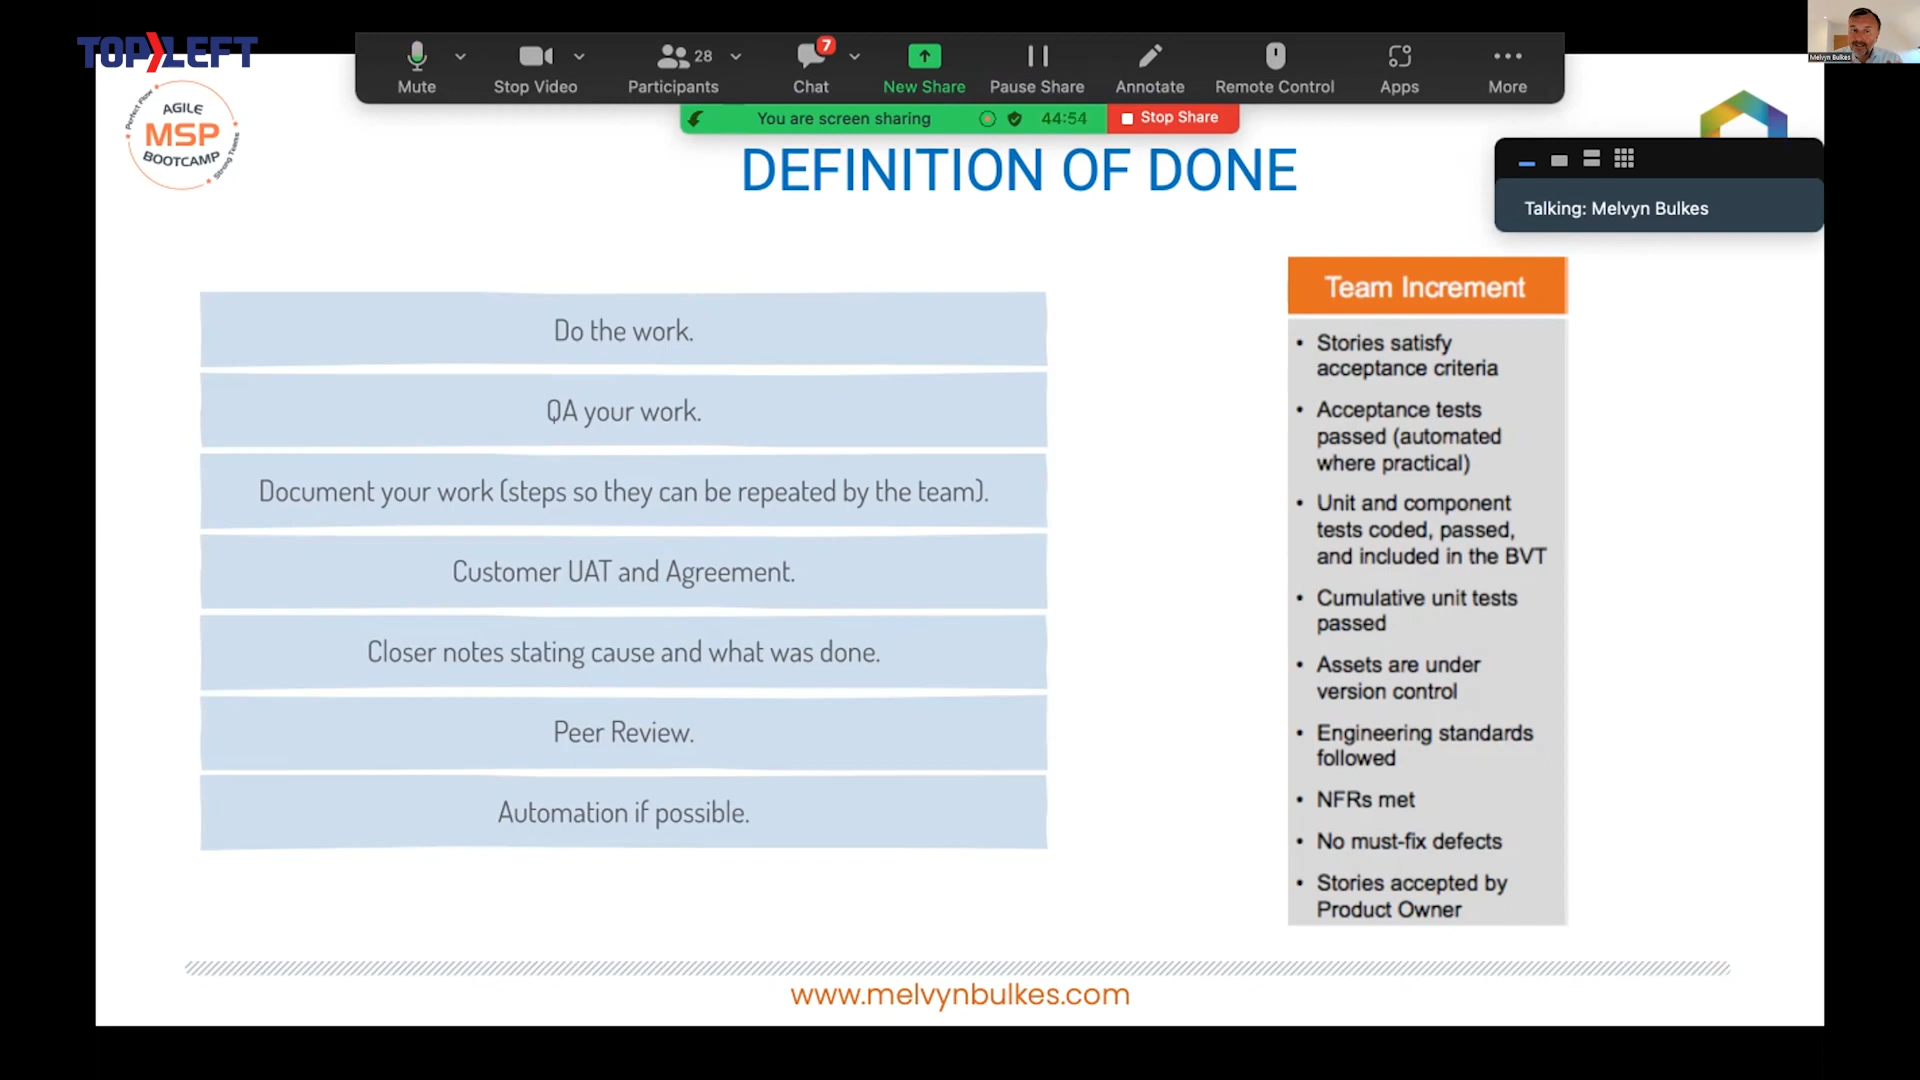 TOP LEFT
Mute
Stop Video
28
Participants
7
Chat
New Share
Pause Share
Annotate
Remote Control
Apps
More
Melvyn Bulkes
You are screen sharing
44:54
Stop Share
Perfect Flow
AGILE
MSP
BOOTCAMP
Strong Teams
DEFINITION OF DONE
Talking: Melvyn Bulkes
Do the work.
QA your work.
Document your work (steps so they can be repeated by the team).
Customer UAT and Agreement.
Closer notes stating cause and what was done.
Peer Review.
Automation if possible.
Team Increment
• Stories satisfy
acceptance criteria
• Acceptance tests
passed (automated
where practical)
• Unit and component
tests coded, passed,
and included in the BVT
• Cumulative unit tests
passed
• Assets are under
version control
• Engineering standards
followed
• NFRs met
• No must-fix defects
• Stories accepted by
Product Owner
www.melvynbulkes.com